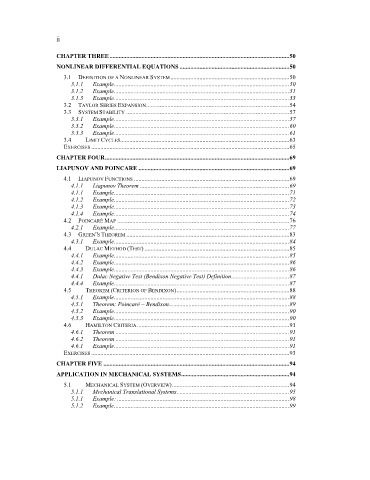 ii
CHAPTER THREE 50
NONLINEAR DIFFERENTIAL EQUATIONS 50
3.1 DEFINITION OF A NONLINEAR SYSTEM 50
3.1.1 Example 50
3.1.2 Example 51
3.1.3 Example 53
3.2 TAYLOR SERIES EXPANSION 54
3.3 SYSTEM STABILITY 57
3.3.1 Example 57
3.3.2 Example 60
3.3.3 Example 61
3.4 LIMIT CYCLES 63
EXERCISES 65
CHAPTER FOUR 69
LIAPUNOV AND POINCARE 69
4.1 LIAPUNOV FUNCTIONS 69
4.1.1 Liapunov Theorem 69
4.1.1 Example 71
4.1.2 Example 72
4.1.3 Example 73
4.1.4 Example 74
4.2 POINCARÉ MAP 76
4.2.1 Example 77
4.3 GREEN'S THEOREM 83
4.3.1 Example 84
4.4 DULAC METHOD (TEST) 85
4.4.1 Example 85
4.4.2 Example 86
4.4.3 Example 86
4.4.1 Dulac Negative Test (Bendixon Negative Test) Definition 87
4.4.4 Example 87
4.5 THEOREM (CRITERION OF BENDIXON) 88
4.5.1 Example 88
4.5.1 Theorem: Poincaré – Bendixon 89
4.5.2 Example 90
4.5.3 Example 90
4.6 HAMILTON CRITERIA 91
4.6.1 Theorem 91
4.6.2 Theorem 91
4.6.1 Example 91
EXERCISES 93
CHAPTER FIVE 94
APPLICATION IN MECHANICAL SYSTEMS 94
5.1 MECHANICAL SYSTEM (OVERVIEW) 94
5.1.1 Mechanical Translational Systems 95
5.1.1 Example: 98
5.1.2 Example 99